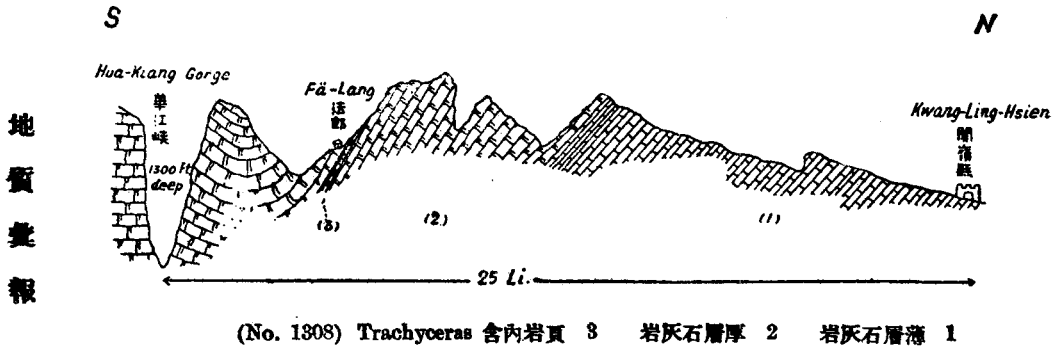 S
N
Hua-Kiang Gorge
華江峽
1300 Ft
deep
Fä-Lang
法郎
Kwang-Ling-Hsien
關嶺縣
(3)
(2)
(1)
25 Li.
1 薄層石灰岩 2 厚層石灰岩 3 頁岩內含 Trachyceras (No. 1308)
地質彙報